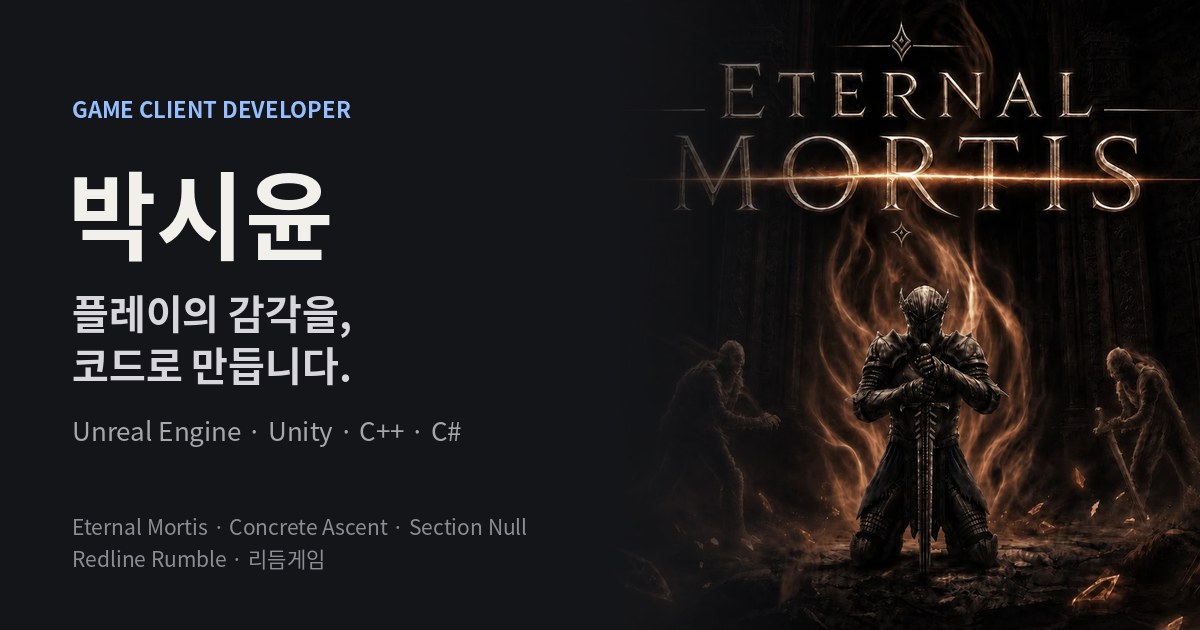 GAME CLIENT DEVELOPER
박시윤
플레이의 감각을,
코드로 만듭니다.
Unreal Engine · Unity · C++ · C#
Eternal Mortis · Concrete Ascent · Section Null
Redline Rumble · 리듬게임
ETERNAL
MORTIS